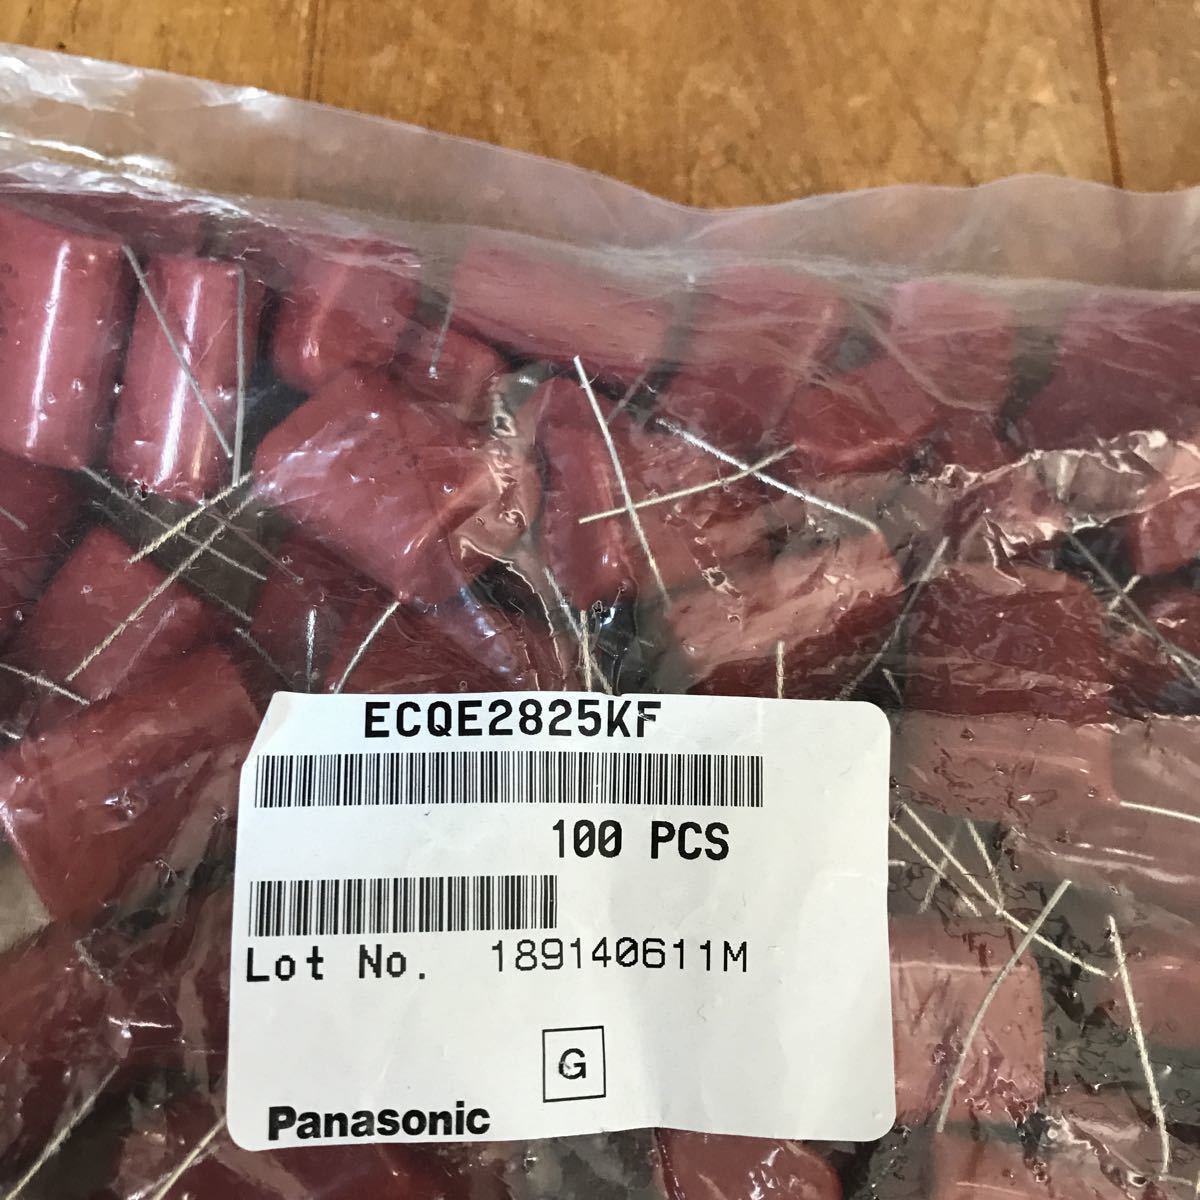 ECQE2825KF
100 PCS
Lot No. 189140611M
G
Panasonic